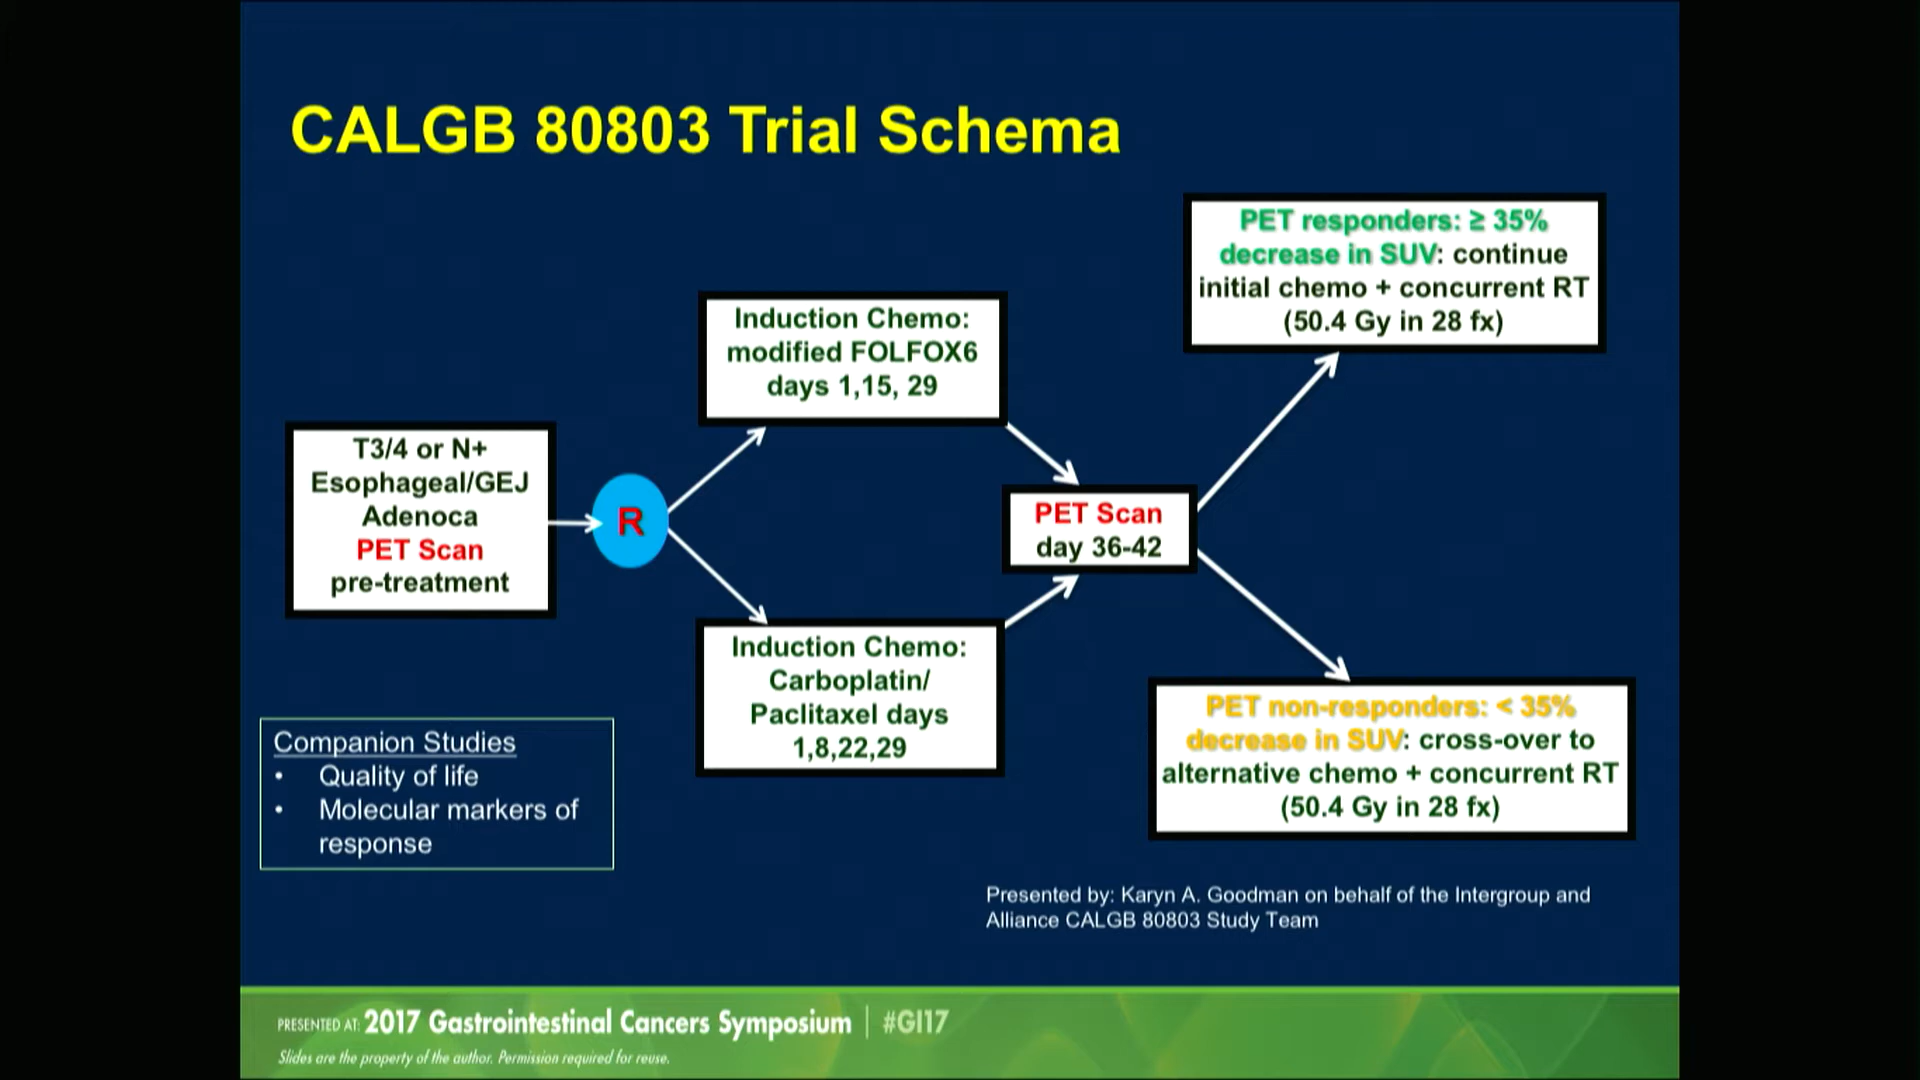 CALGB 80803 Trial Schema
T3/4 or N+
Esophageal/GEJ
Adenoca
PET Scan
pre-treatment
R
Induction Chemo:
modified FOLFOX6
days 1,15, 29
Induction Chemo:
Carboplatin/
Paclitaxel days
1,8,22,29
PET Scan
day 36-42
PET responders: ≥ 35%
decrease in SUV: continue
initial chemo + concurrent RT
(50.4 Gy in 28 fx)
PET non-responders: < 35%
decrease in SUV: cross-over to
alternative chemo + concurrent RT
(50.4 Gy in 28 fx)
Companion Studies
• Quality of life
• Molecular markers of
response
Presented by: Karyn A. Goodman on behalf of the Intergroup and
Alliance CALGB 80803 Study Team
PRESENTED AT: 2017 Gastrointestinal Cancers Symposium | #GI17
Slides are the property of the author. Permission required for reuse.